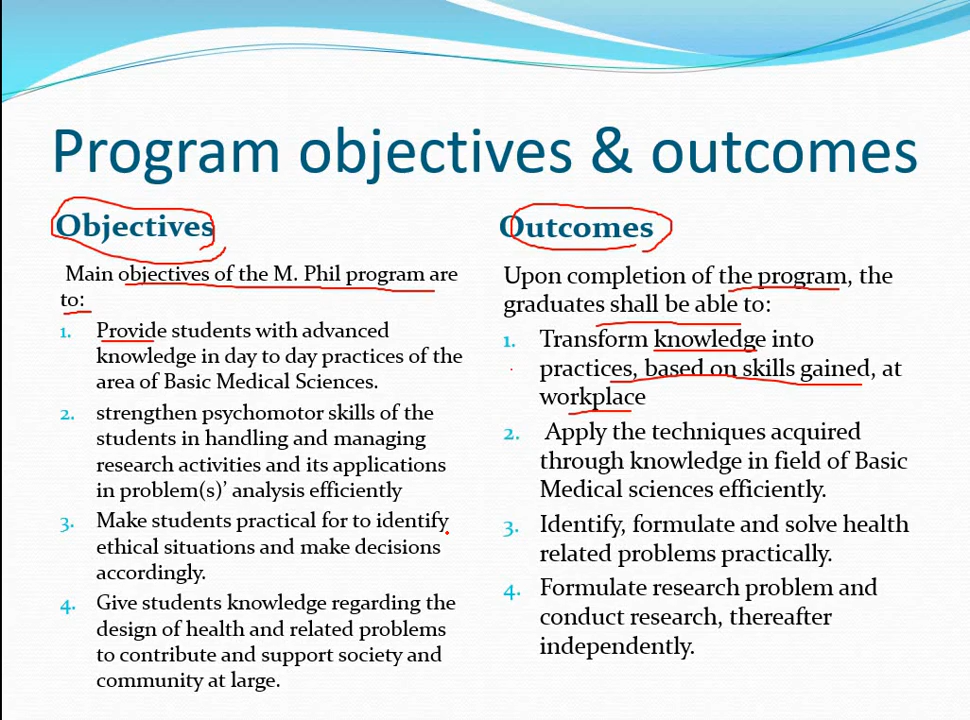 Program objectives & outcomes
Objectives
Main objectives of the M. Phil program are
to:
1. Provide students with advanced
knowledge in day to day practices of the
area of Basic Medical Sciences.
2. strengthen psychomotor skills of the
students in handling and managing
research activities and its applications
in problem(s)’ analysis efficiently
3. Make students practical for to identify
ethical situations and make decisions
accordingly.
4. Give students knowledge regarding the
design of health and related problems
to contribute and support society and
community at large.
Outcomes
Upon completion of the program, the
graduates shall be able to:
1. Transform knowledge into
practices, based on skills gained, at
workplace
2. Apply the techniques acquired
through knowledge in field of Basic
Medical sciences efficiently.
3. Identify, formulate and solve health
related problems practically.
4. Formulate research problem and
conduct research, thereafter
independently.